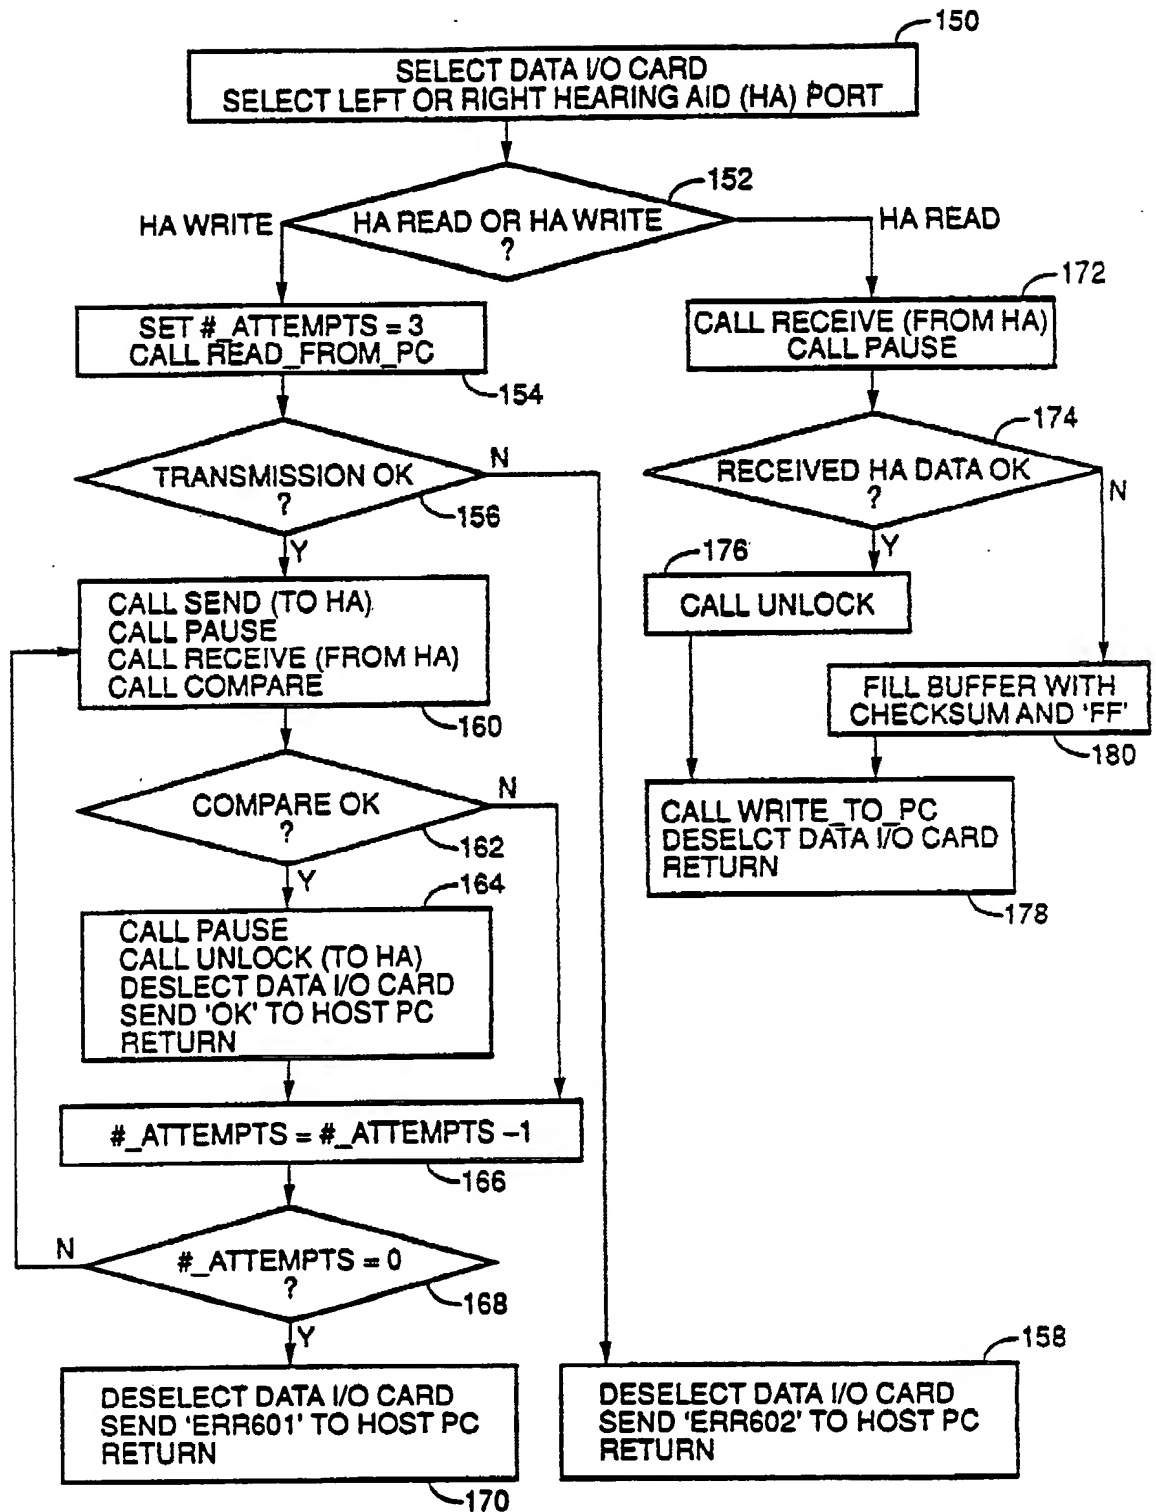 150
SELECT DATA I/O CARD
SELECT LEFT OR RIGHT HEARING AID (HA) PORT
152
HA WRITE
HA READ OR HA WRITE
?
HA READ
SET #_ATTEMPTS = 3
CALL READ_FROM_PC
154
172
CALL RECEIVE (FROM HA)
CALL PAUSE
TRANSMISSION OK
?
156
N
Y
174
RECEIVED HA DATA OK
?
N
Y
176
CALL UNLOCK
CALL SEND (TO HA)
CALL PAUSE
CALL RECEIVE (FROM HA)
CALL COMPARE
160
FILL BUFFER WITH
CHECKSUM AND 'FF'
180
COMPARE OK
?
162
N
Y
CALL WRITE_TO_PC
DESELCT DATA I/O CARD
RETURN
178
164
CALL PAUSE
CALL UNLOCK (TO HA)
DESLECT DATA I/O CARD
SEND 'OK' TO HOST PC
RETURN
#_ATTEMPTS = #_ATTEMPTS –1
166
N
#_ATTEMPTS = 0
?
168
Y
DESELECT DATA I/O CARD
SEND 'ERR601' TO HOST PC
RETURN
170
158
DESELECT DATA I/O CARD
SEND 'ERR602' TO HOST PC
RETURN